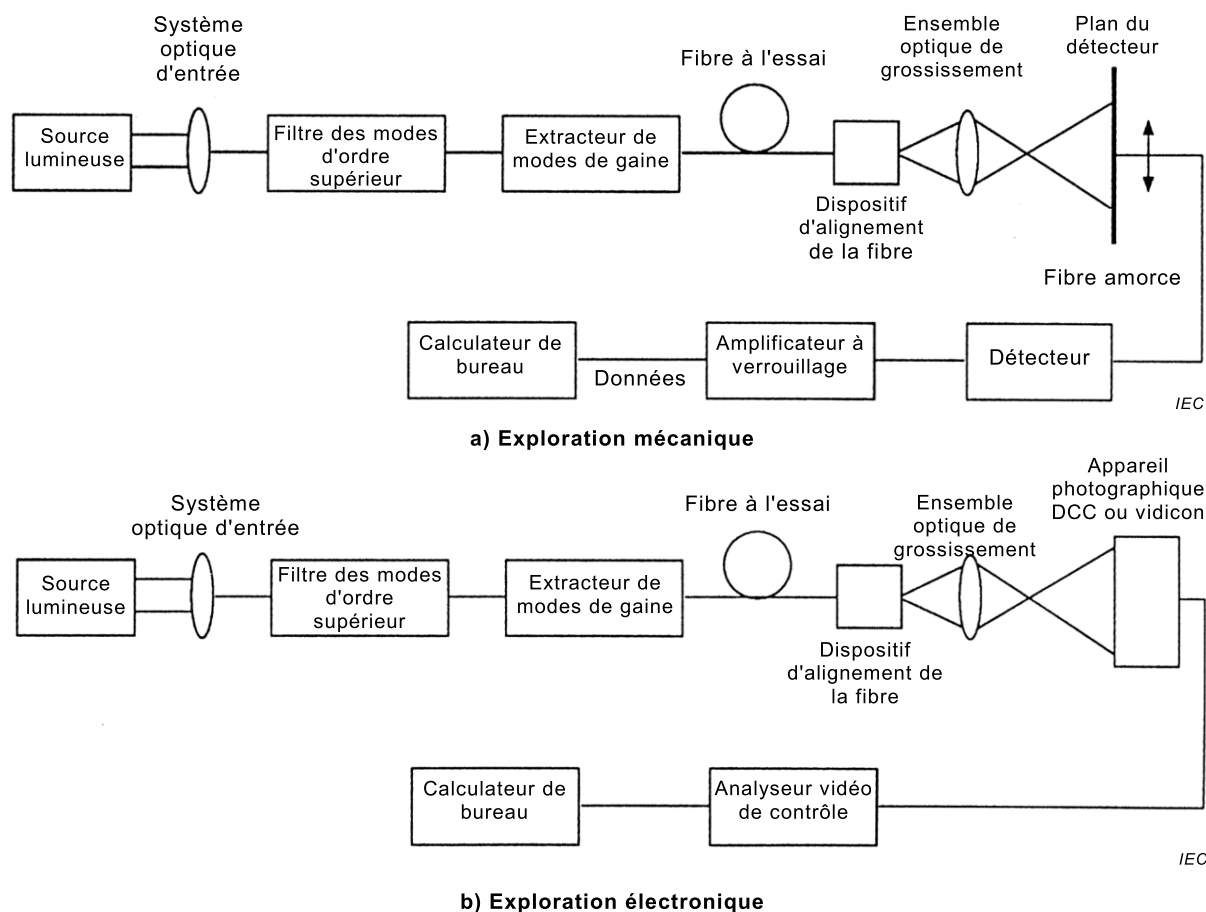 Système
optique
d'entrée
Source
lumineuse
Filtre des modes
d'ordre
supérieur
Extracteur de
modes de gaine
Fibre à l'essai
Dispositif
d'alignement
de la fibre
Ensemble
optique de
grossissement
Plan du
détecteur
Fibre amorce
Calculateur de
bureau
Données
Amplificateur à
verrouillage
Détecteur
IEC
a) Exploration mécanique
Système
optique d'entrée
Source
lumineuse
Filtre des modes
d'ordre
supérieur
Extracteur de
modes de gaine
Fibre à l'essai
Dispositif
d'alignement de
la fibre
Ensemble
optique de
grossissement
Appareil
photographique
DCC ou vidicon
Calculateur de
bureau
Analyseur vidéo
de contrôle
IEC
b) Exploration électronique